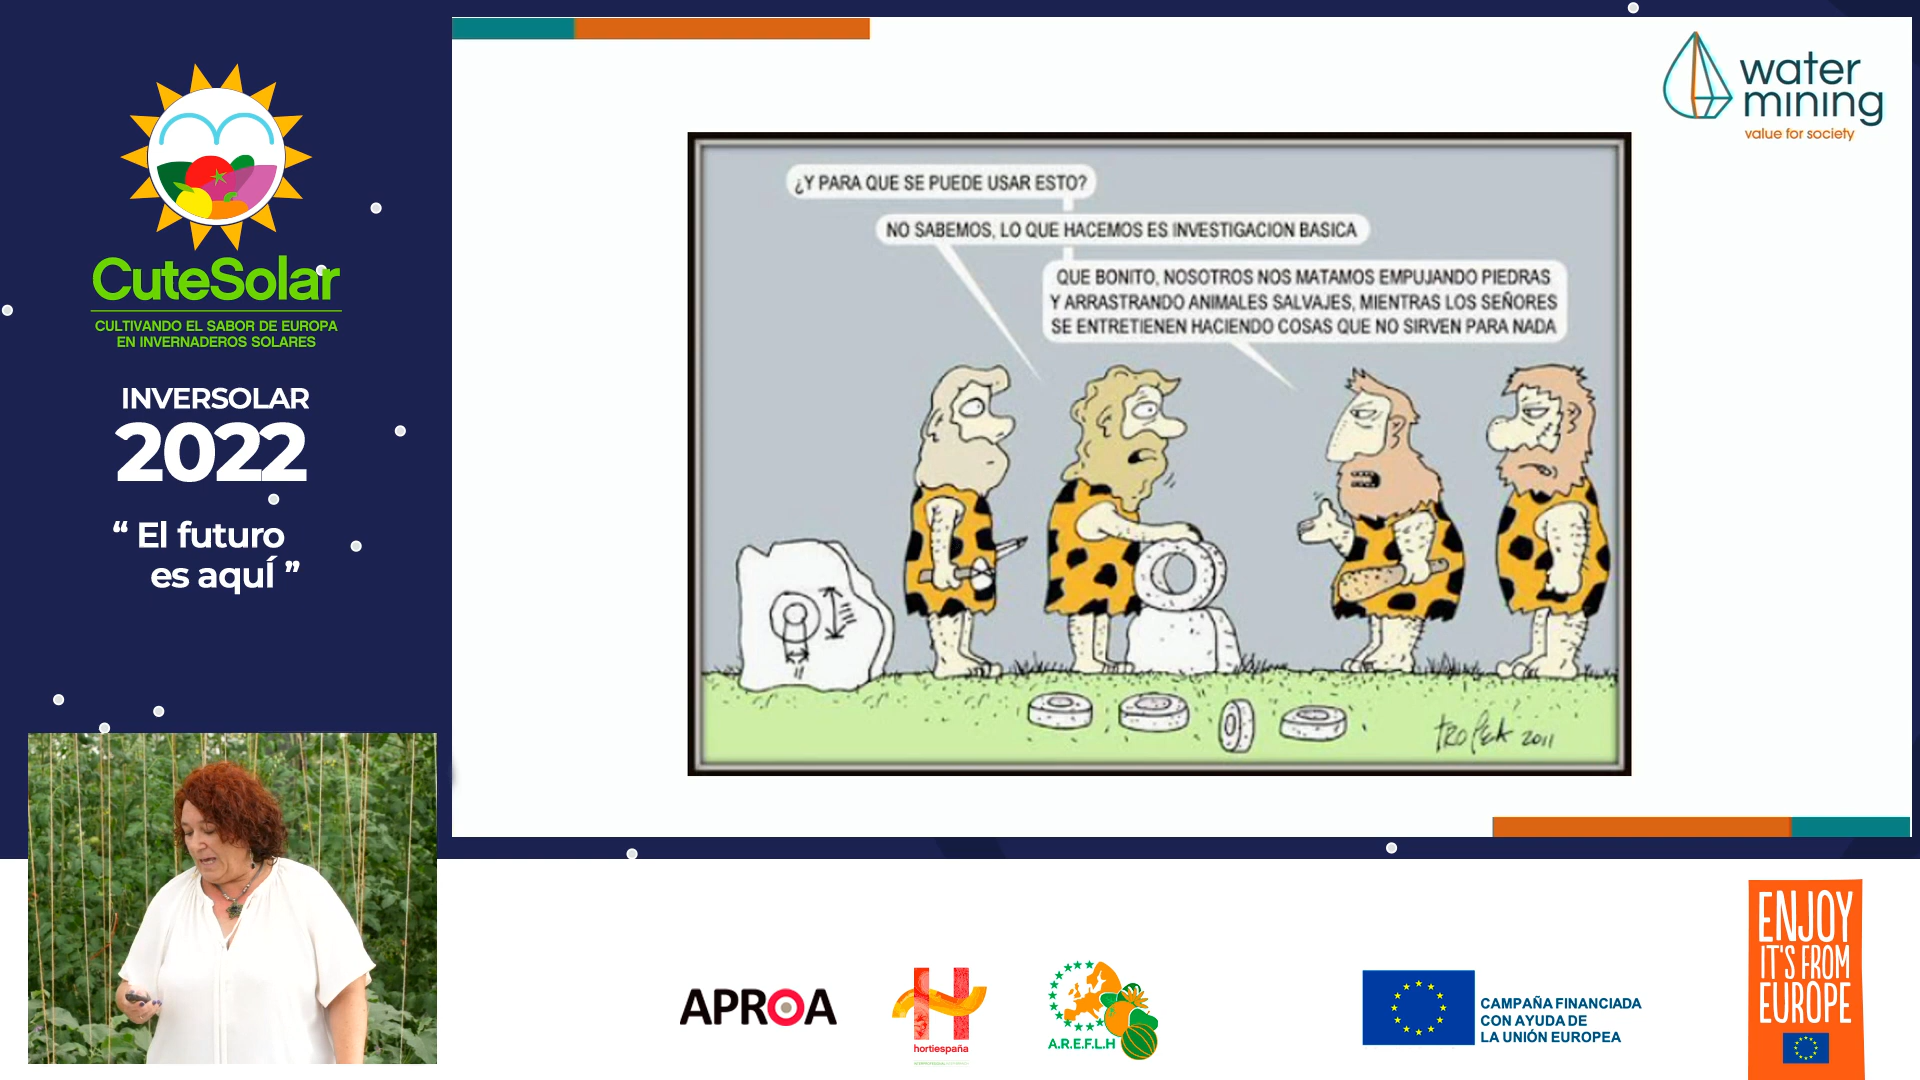 CuteSolar
CULTIVANDO EL SABOR DE EUROPA
EN INVERNADEROS SOLARES
INVERSOLAR
2022
“ El futuro
es aquÍ ”
water
mining
value for society
¿Y PARA QUE SE PUEDE USAR ESTO?
NO SABEMOS, LO QUE HACEMOS ES INVESTIGACION BASICA
QUE BONITO, NOSOTROS NOS MATAMOS EMPUJANDO PIEDRAS
Y ARRASTRANDO ANIMALES SALVAJES, MIENTRAS LOS SEÑORES
SE ENTRETIENEN HACIENDO COSAS QUE NO SIRVEN PARA NADA
2011
APROA
H
hortiespaña
A.R.E.F.L.H
CAMPAÑA FINANCIADA
CON AYUDA DE
LA UNIÓN EUROPEA
ENJOY
IT'S FROM
EUROPE